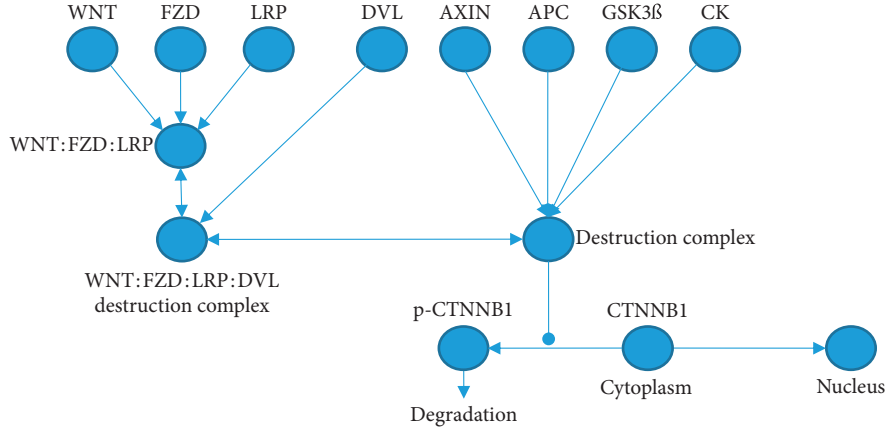 WNT
FZD
LRP
DVL
AXIN
APC
GSK3ß
CK
WNT:FZD:LRP
Destruction complex
WNT:FZD:LRP:DVL
destruction complex
p-CTNNB1
CTNNB1
Cytoplasm
Nucleus
Degradation